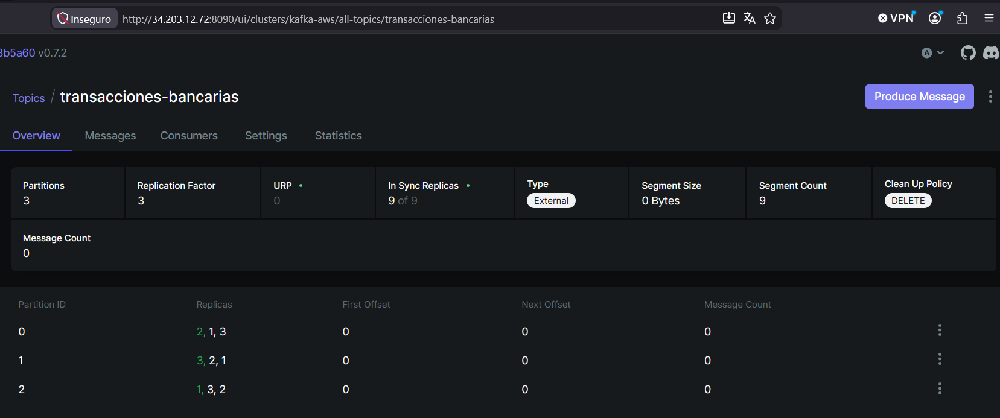 Inseguro http://34.203.12.72:8090/ui/clusters/kafka-aws/all-topics/transacciones-bancarias VPN
3b5a60 v0.7.2 A
Topics / transacciones-bancarias Produce Message
Overview Messages Consumers Settings Statistics
Partitions Replication Factor URP In Sync Replicas Type Segment Size Segment Count Clean Up Policy
3 3 0 9 of 9 External 0 Bytes 9 DELETE
Message Count
0
Partition ID Replicas First Offset Next Offset Message Count
0 2, 1, 3 0 0 0
1 3, 2, 1 0 0 0
2 1, 3, 2 0 0 0